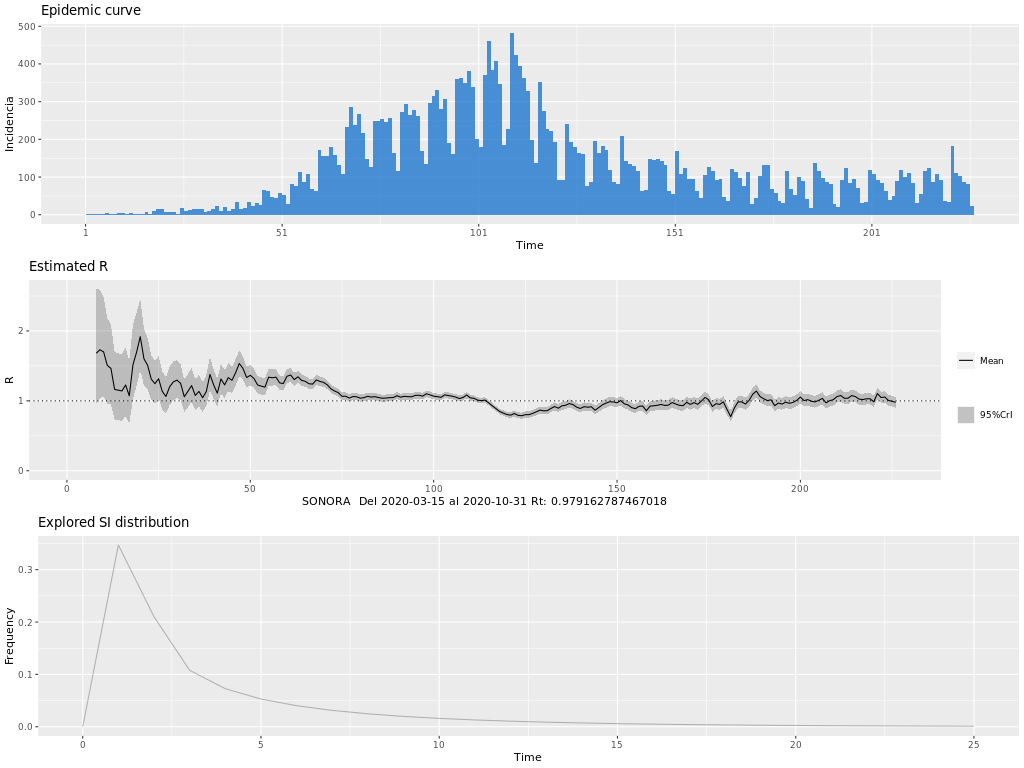 Epidemic curve
500
400
300
200
100
0
Incidencia
1 51 101 151 201
Time
Estimated R
2
1
0
R
Mean
95%CrI
0 50 100 150 200
SONORA Del 2020-03-15 al 2020-10-31 Rt: 0.979162787467018
Explored SI distribution
0.3
0.2
0.1
0.0
Frequency
0 5 10 15 20 25
Time